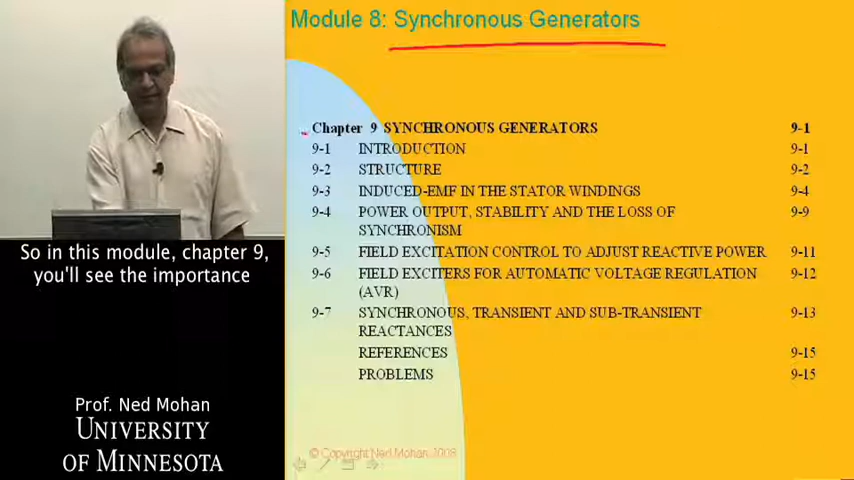 Module 8: Synchronous Generators
Chapter 9 SYNCHRONOUS GENERATORS 9-1
9-1 INTRODUCTION 9-1
9-2 STRUCTURE 9-2
9-3 INDUCED-EMF IN THE STATOR WINDINGS 9-4
9-4 POWER OUTPUT, STABILITY AND THE LOSS OF 9-9
SYNCHRONISM
9-5 FIELD EXCITATION CONTROL TO ADJUST REACTIVE POWER 9-11
9-6 FIELD EXCITERS FOR AUTOMATIC VOLTAGE REGULATION 9-12
(AVR)
9-7 SYNCHRONOUS, TRANSIENT AND SUB-TRANSIENT 9-13
REACTANCES
REFERENCES 9-15
PROBLEMS 9-15
© Copyright Ned Mohan 2008
So in this module, chapter 9,
you'll see the importance
Prof. Ned Mohan
UNIVERSITY
OF MINNESOTA